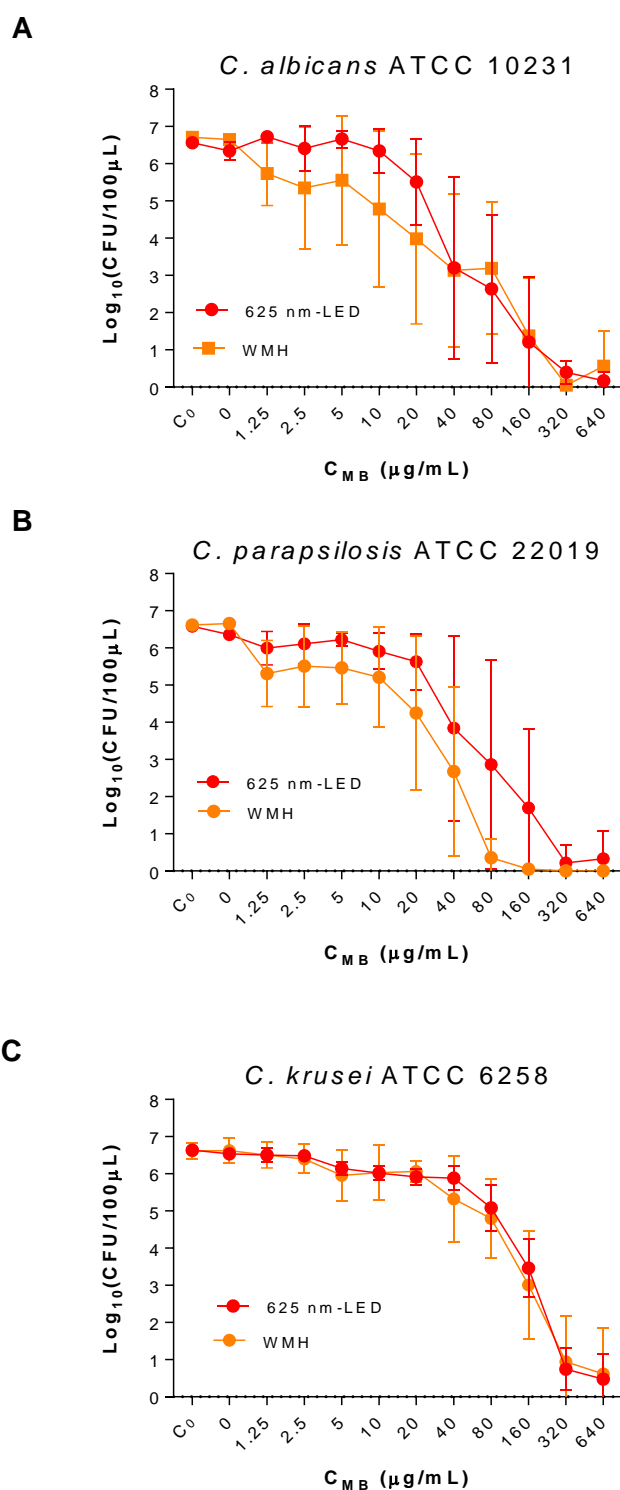 A
C. albicans ATCC 10231
Log10(CFU/100µL)
8
7
6
5
4
3
2
1
0
625 nm-LED
WMH
C0 0 1.25 2.5 5 10 20 40 80 160 320 640
CMB (µg/mL)
B
C. parapsilosis ATCC 22019
Log10(CFU/100µL)
8
7
6
5
4
3
2
1
0
625 nm-LED
WMH
C0 0 1.25 2.5 5 10 20 40 80 160 320 640
CMB (µg/mL)
C
C. krusei ATCC 6258
Log10(CFU/100µL)
8
7
6
5
4
3
2
1
0
625 nm-LED
WMH
C0 0 1.25 2.5 5 10 20 40 80 160 320 640
CMB (µg/mL)